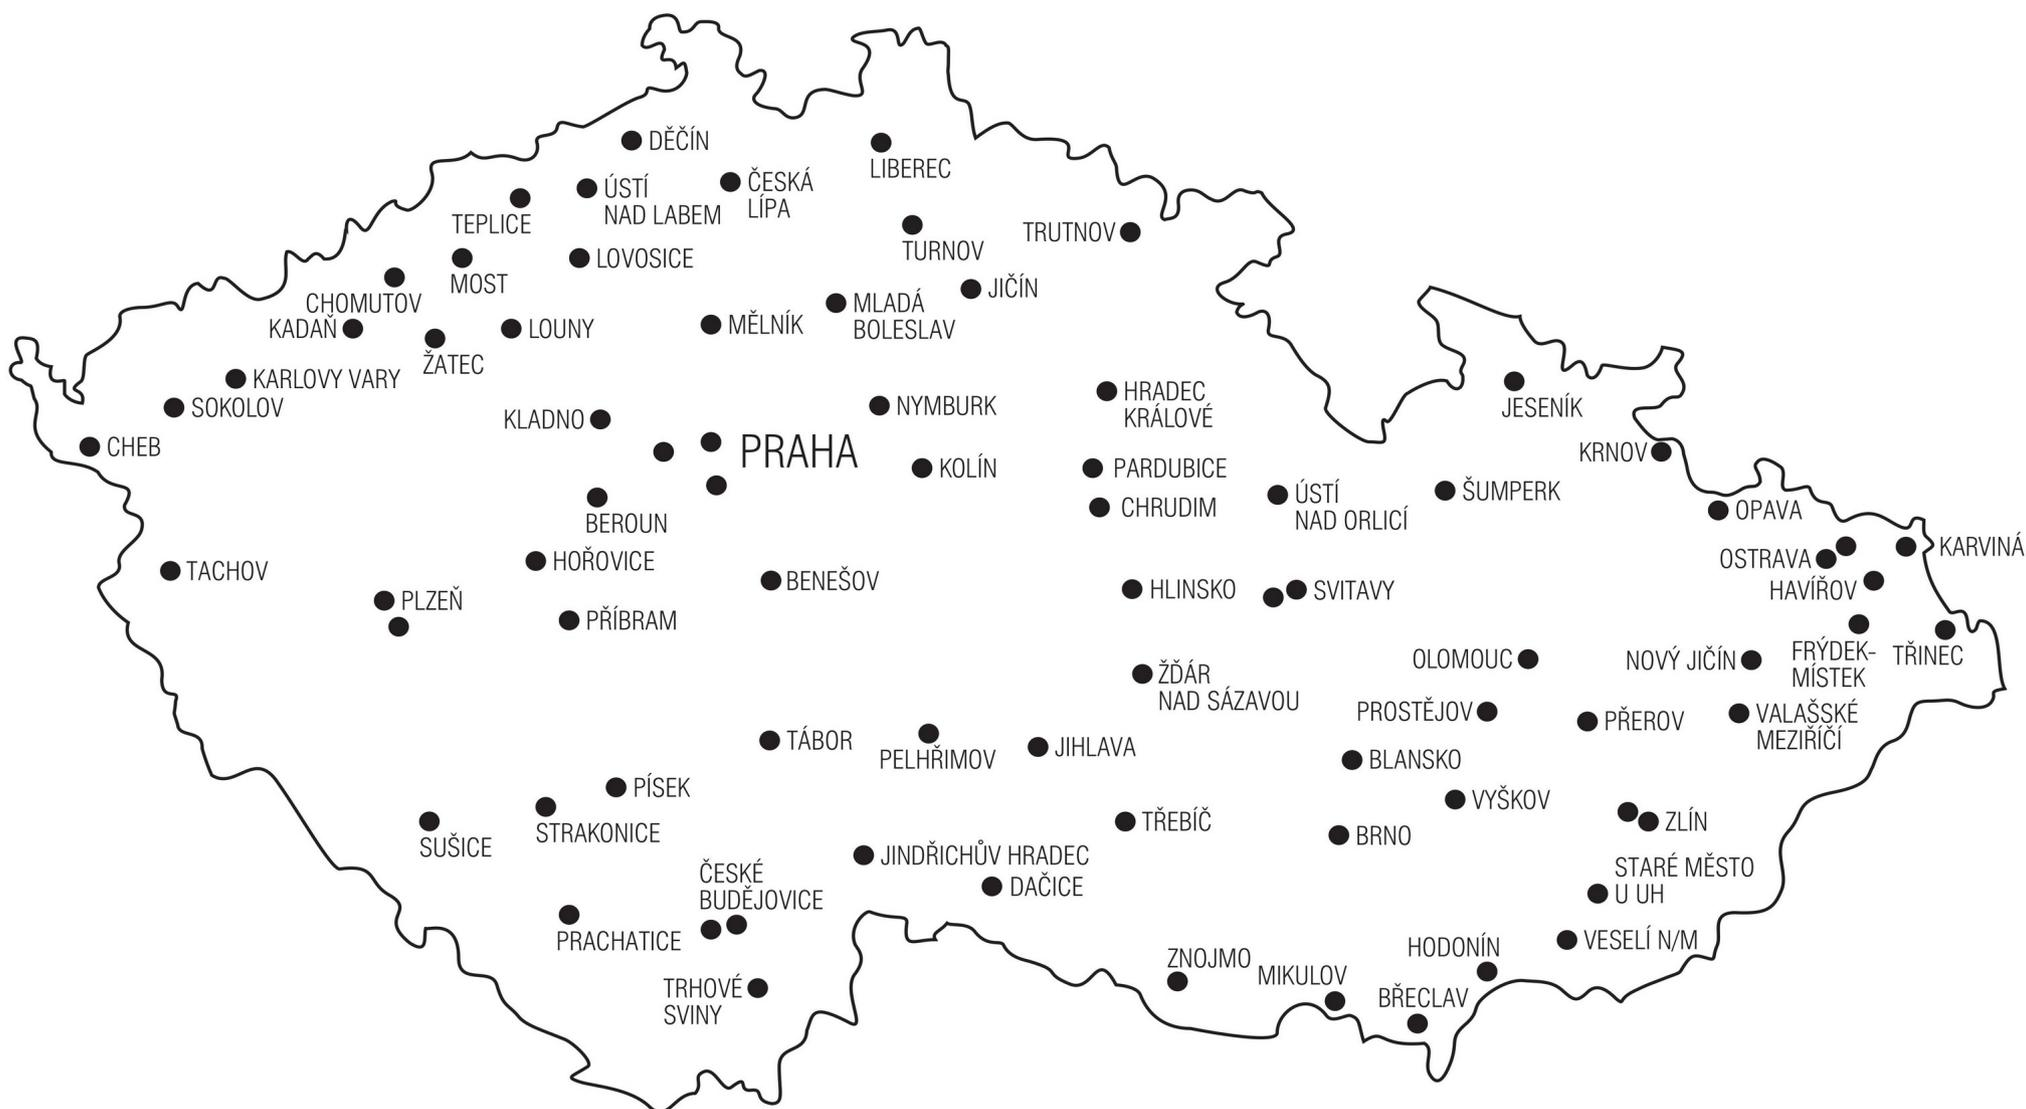 DĚČÍN
LIBEREC
ÚSTÍ
NAD LABEM
ČESKÁ
LÍPA
TEPLICE
TURNOV
TRUTNOV
LOVOSICE
MOST
CHOMUTOV
JIČÍN
MLADÁ
BOLESLAV
KADAŇ
LOUNY
MĚLNÍK
ŽATEC
KARLOVY VARY
SOKOLOV
CHEB
KLADNO
NYMBURK
HRADEC
KRÁLOVÉ
JESENÍK
PRAHA
KRNOV
KOLÍN
PARDUBICE
CHRUDIM
ÚSTÍ
NAD ORLICÍ
ŠUMPERK
OPAVA
BEROUN
HOŘOVICE
TACHOV
BENEŠOV
HLINSKO
SVITAVY
KARVINÁ
OSTRAVA
HAVÍŘOV
PLZEŇ
PŘÍBRAM
ŽĎÁR
NAD SÁZAVOU
OLOMOUC
NOVÝ JIČÍN
FRÝDEK-
MÍSTEK
TŘINEC
PROSTĚJOV
PŘEROV
VALAŠSKÉ
MEZIŘÍČÍ
TÁBOR
PELHŘIMOV
JIHLAVA
BLANSKO
PÍSEK
STRAKONICE
SUŠICE
VYŠKOV
TŘEBÍČ
BRNO
ZLÍN
JINDŘICHŮV HRADEC
DAČICE
ČESKÉ
BUDĚJOVICE
STARÉ MĚSTO
U UH
PRACHATICE
VESELÍ N/M
HODONÍN
ZNOJMO
MIKULOV
BŘECLAV
TRHOVÉ
SVINY